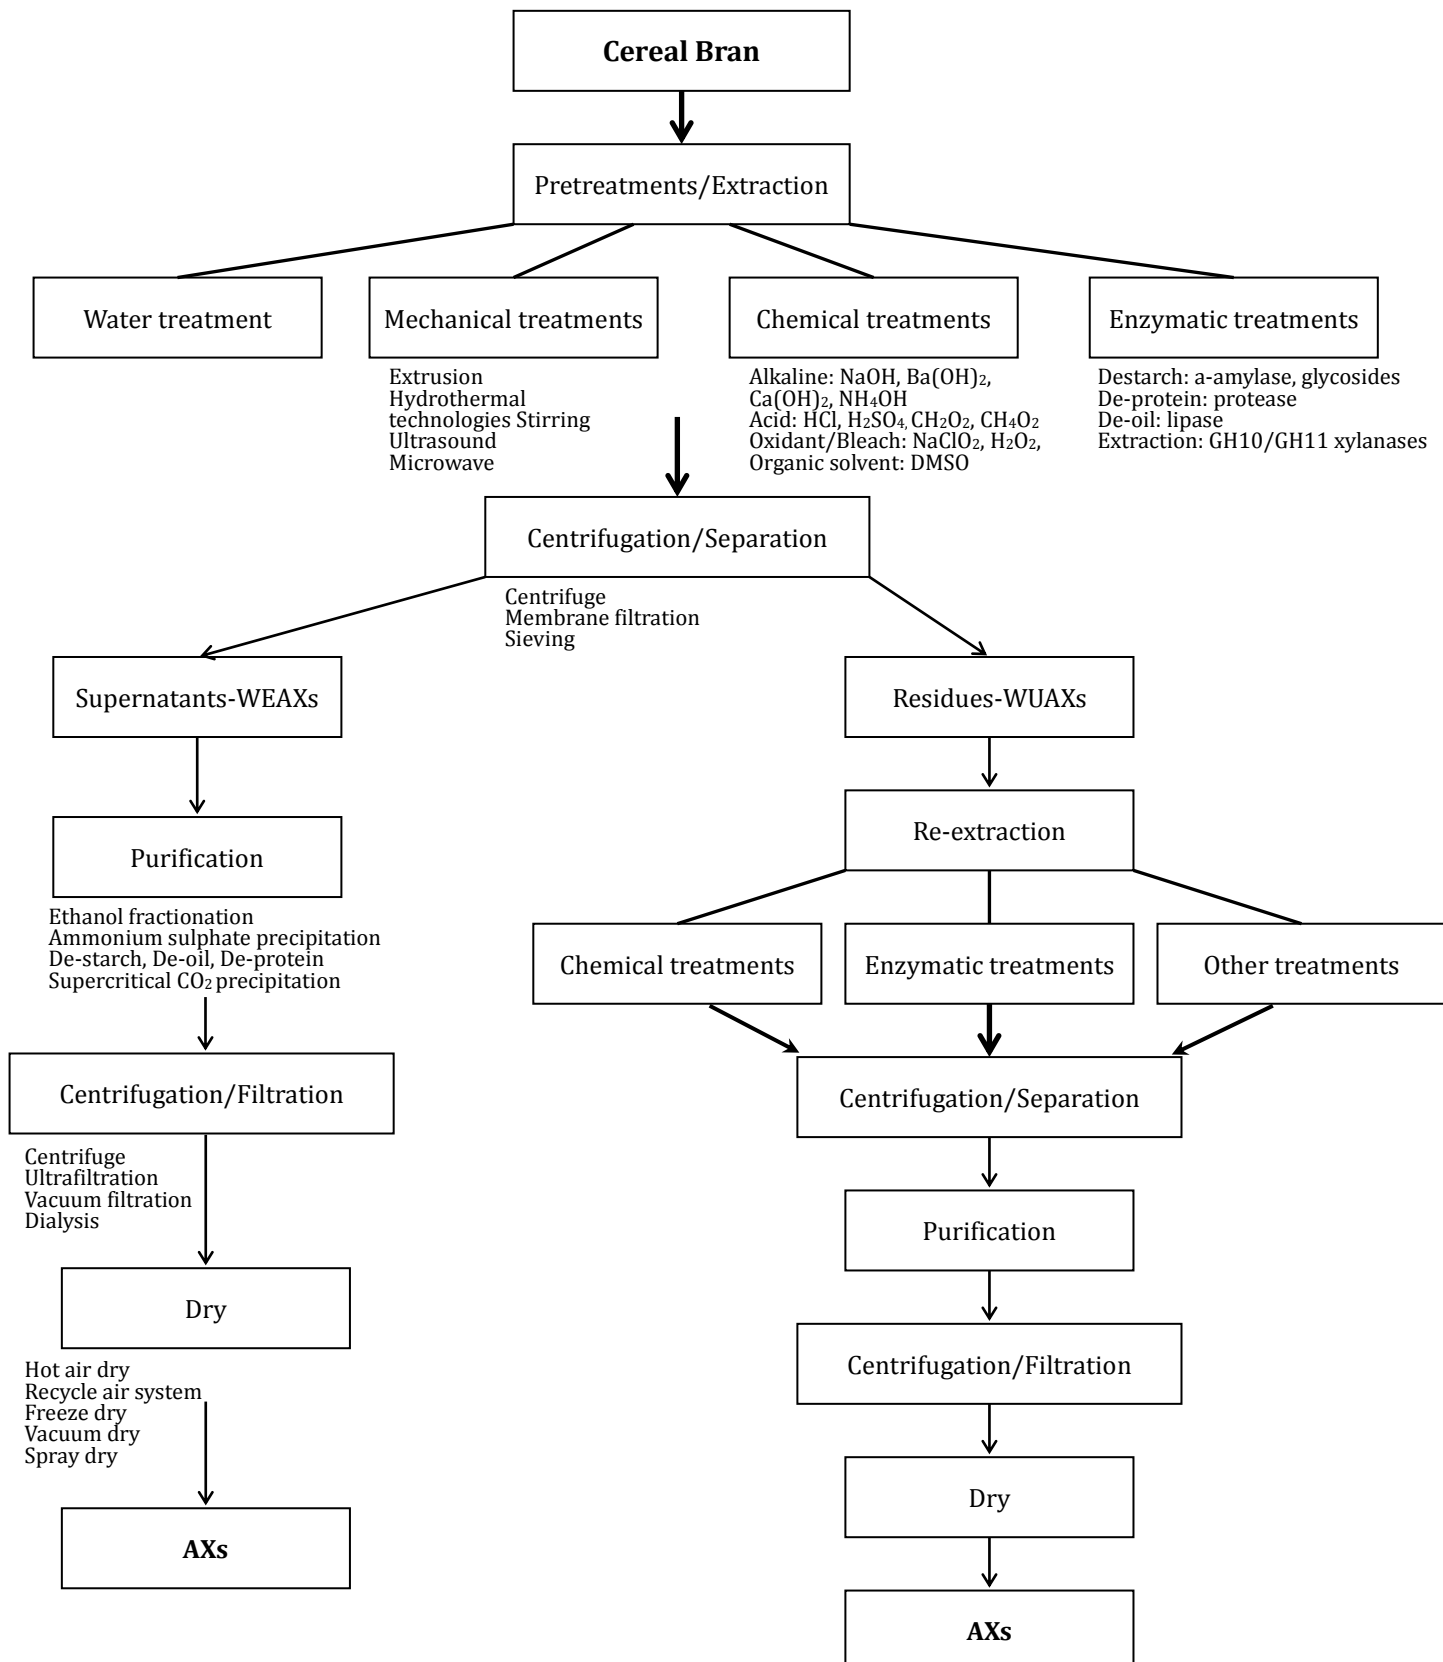 Cereal Bran
Pretreatments/Extraction
Water treatment
Mechanical treatments
Chemical treatments
Enzymatic treatments
Extrusion
Hydrothermal
technologies Stirring
Ultrasound
Microwave
Alkaline: NaOH, Ba(OH)₂,
Ca(OH)₂, NH₄OH
Acid: HCl, H₂SO₄, CH₂O₂, CH₄O₂
Oxidant/Bleach: NaClO₂, H₂O₂,
Organic solvent: DMSO
Destarch: a-amylase, glycosides
De-protein: protease
De-oil: lipase
Extraction: GH10/GH11 xylanases
Centrifugation/Separation
Centrifuge
Membrane filtration
Sieving
Supernatants-WEAXs
Purification
Ethanol fractionation
Ammonium sulphate precipitation
De-starch, De-oil, De-protein
Supercritical CO₂ precipitation
Centrifugation/Filtration
Centrifuge
Ultrafiltration
Vacuum filtration
Dialysis
Dry
Hot air dry
Recycle air system
Freeze dry
Vacuum dry
Spray dry
AXs
Residues-WUAXs
Re-extraction
Chemical treatments
Enzymatic treatments
Other treatments
Centrifugation/Separation
Purification
Centrifugation/Filtration
Dry
AXs